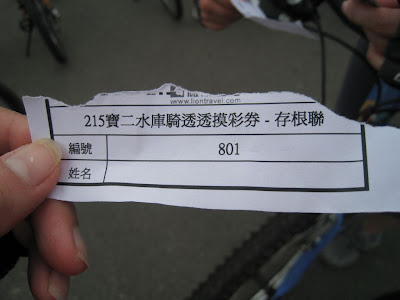 www.liontravel.com
215寶二水庫騎透透摸彩券 - 存根聯
編號 801
姓名